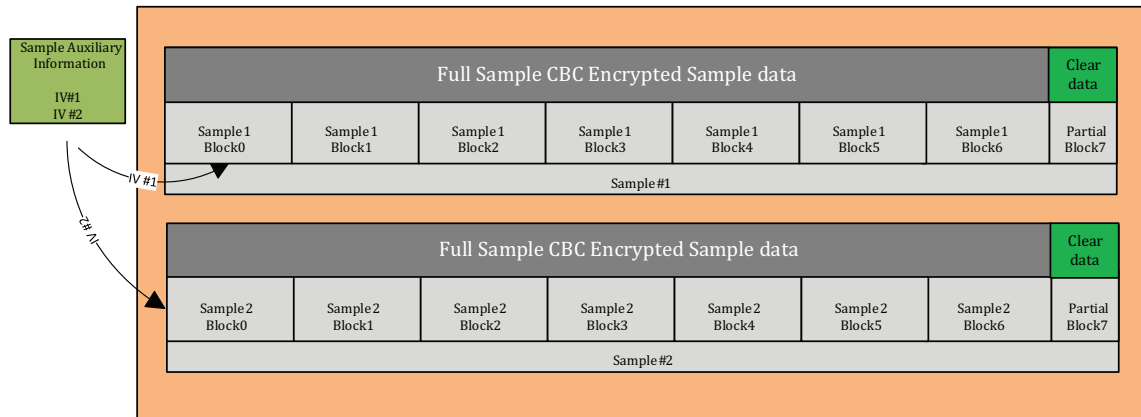 Sample Auxiliary
Information
IV#1
IV #2
Full Sample CBC Encrypted Sample data
Clear
data
Sample1
Block0
Sample1
Block1
Sample1
Block2
Sample1
Block3
Sample1
Block4
Sample1
Block5
Sample1
Block6
Partial
Block7
Sample#1
IV #1
IV #2
Full Sample CBC Encrypted Sample data
Clear
data
Sample2
Block0
Sample2
Block1
Sample2
Block2
Sample2
Block3
Sample2
Block4
Sample2
Block5
Sample2
Block6
Partial
Block7
Sample#2